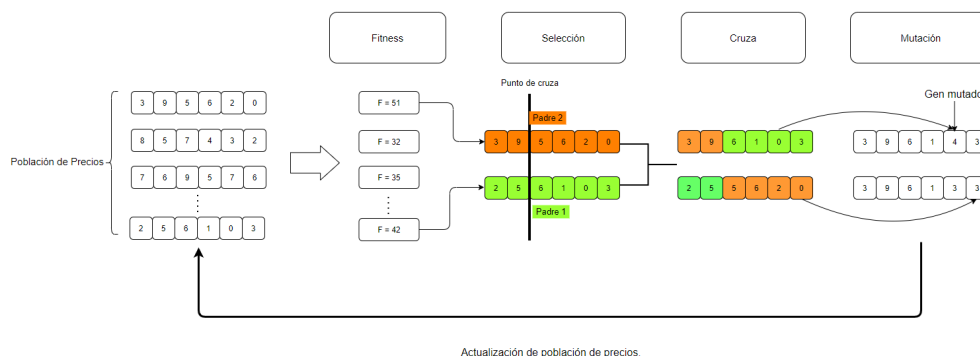 Fitness
Selección
Cruza
Mutación
Punto de cruza
Gen mutado
Población de Precios
3 9 5 6 2 0
8 5 7 4 3 2
7 6 9 5 7 6
2 5 6 1 0 3
F = 51
F = 32
F = 35
F = 42
Padre 2
3 9 5 6 2 0
2 5 6 1 0 3
Padre 1
3 9 6 1 0 3
2 5 5 6 2 0
3 9 6 1 4 3
3 9 6 1 3 3
Actualización de población de precios.